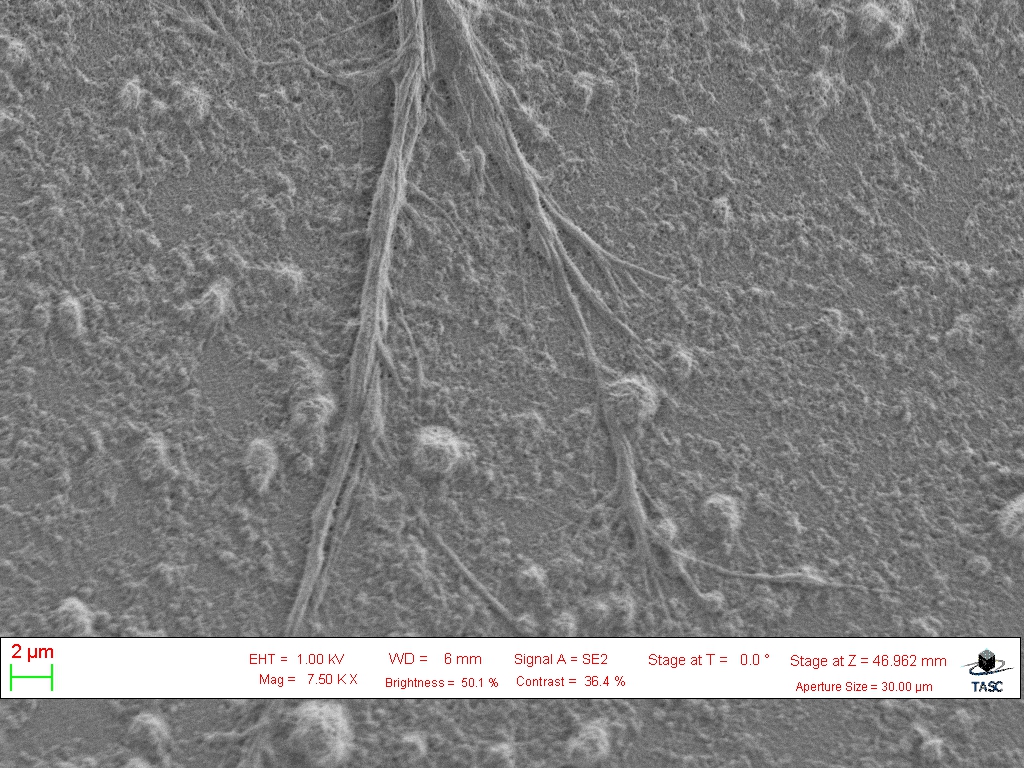 2 µm
EHT = 1.00 kV WD = 6 mm Signal A = SE2 Stage at T = 0.0 ° Stage at Z = 46.962 mm
Mag = 7.50 K X Brightness = 50.1 % Contrast = 36.4 % Aperture Size = 30.00 µm
TASC